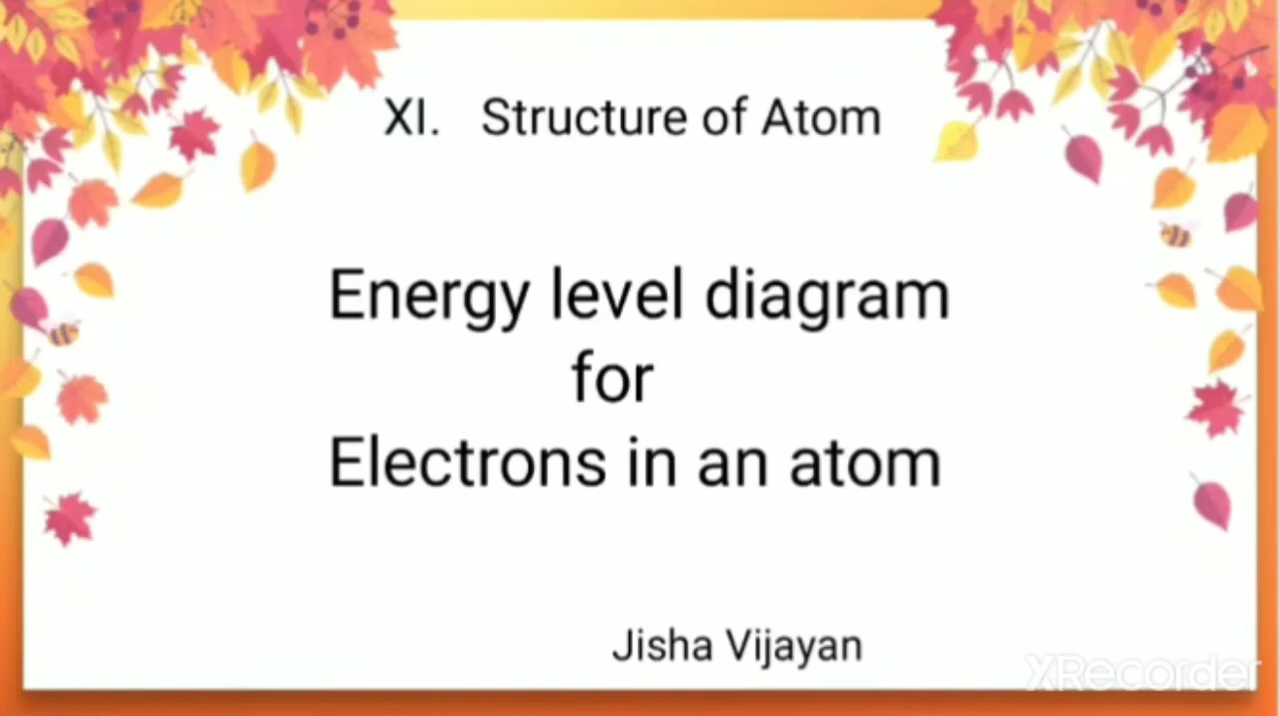 XI. Structure of Atom
Energy level diagram
for
Electrons in an atom
Jisha Vijayan
XRecorder